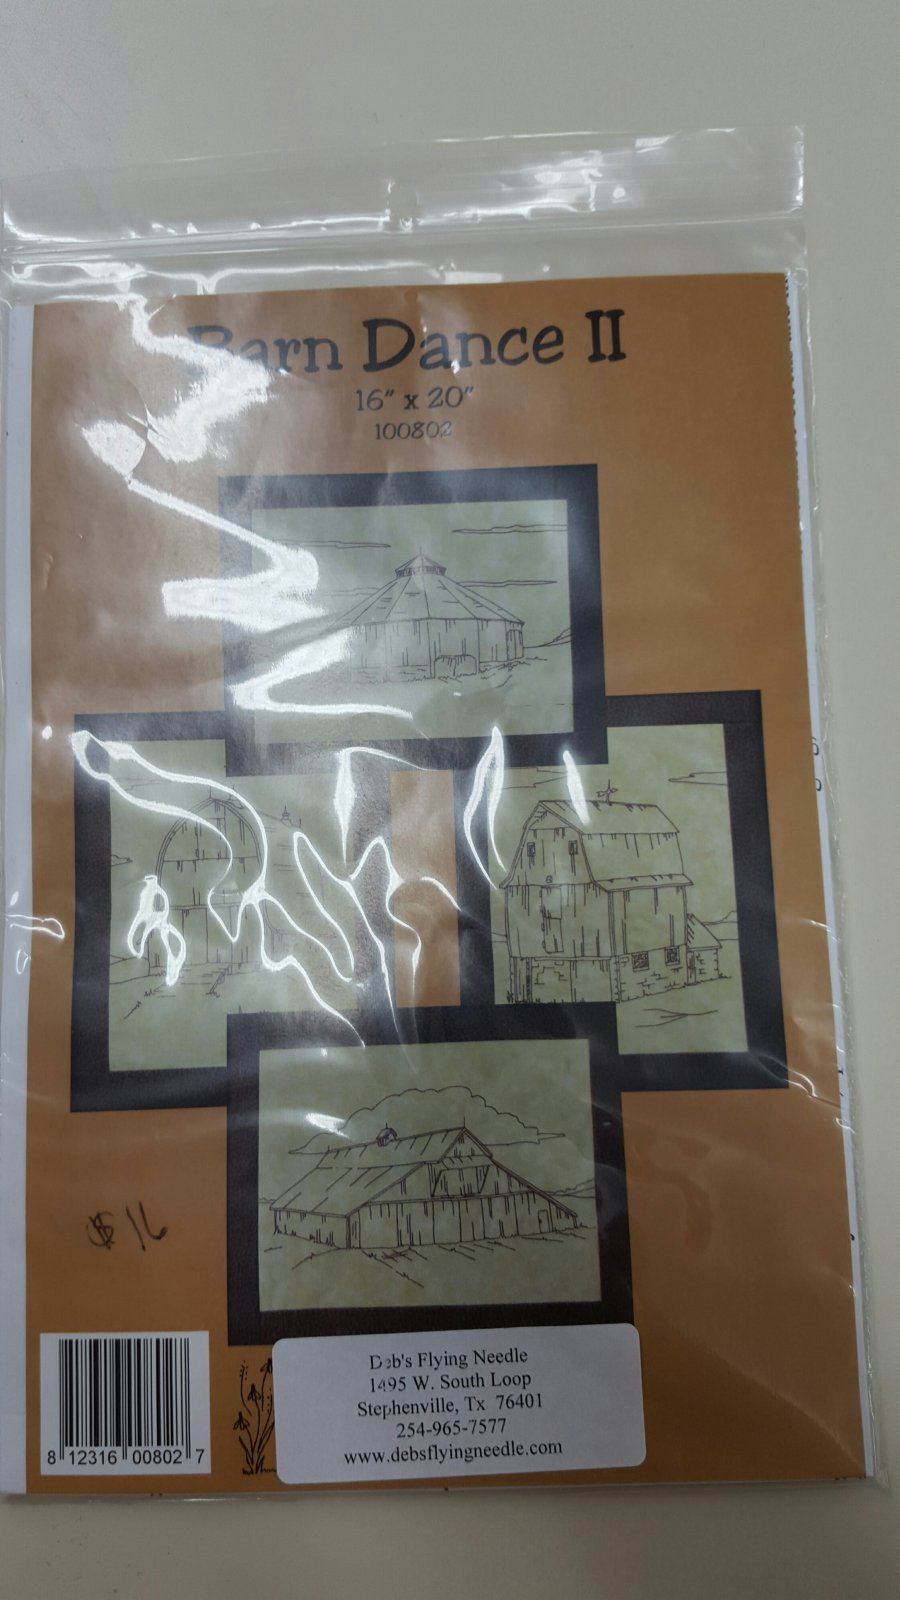 Barn Dance II
16" x 20"
100802
$ 16
8 12316 00802 7
Deb's Flying Needle
1495 W. South Loop
Stephenville, Tx 76401
254-965-7577
www.debsflyingneedle.com